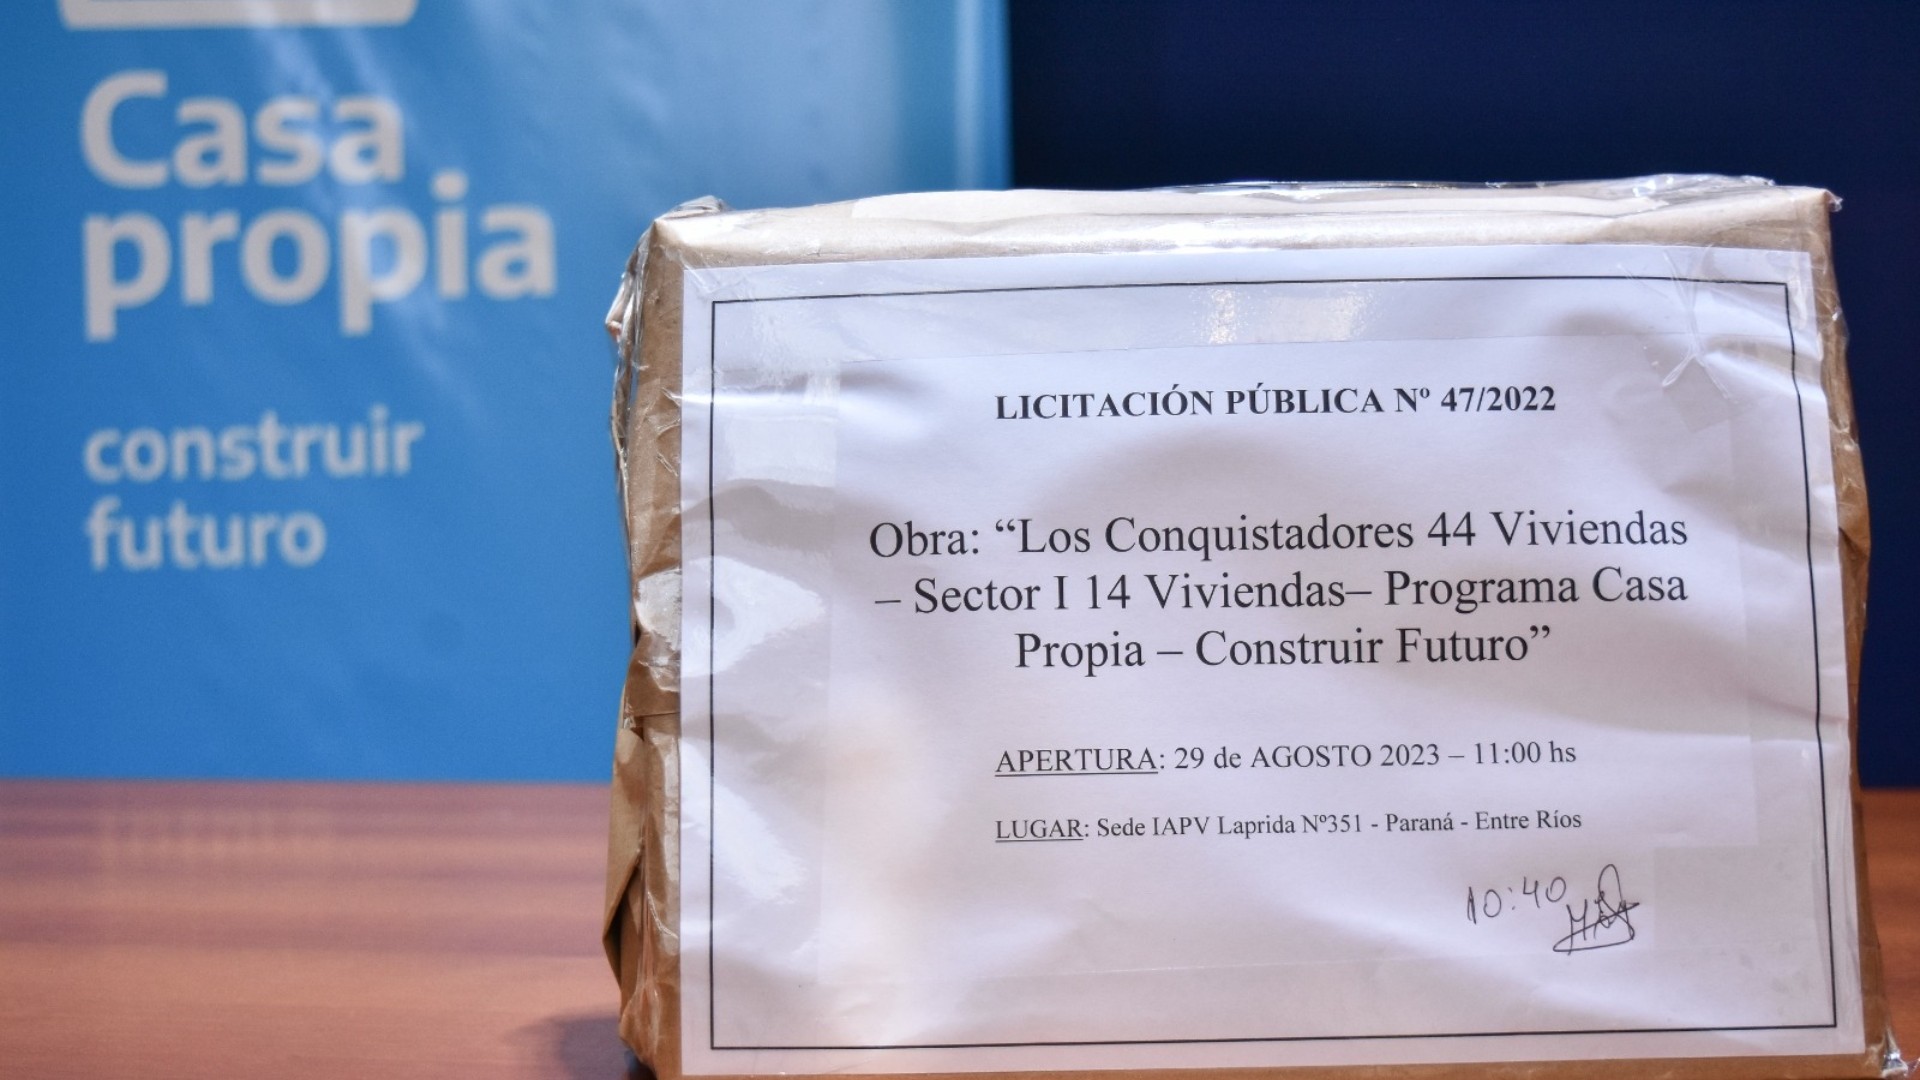 Casa
propia
construir
futuro
LICITACIÓN PÚBLICA Nº 47/2022
Obra: “Los Conquistadores 44 Viviendas
– Sector I 14 Viviendas– Programa Casa
Propia – Construir Futuro”
APERTURA: 29 de AGOSTO 2023 – 11:00 hs
LUGAR: Sede IAPV Laprida Nº351 - Paraná - Entre Ríos
10:40